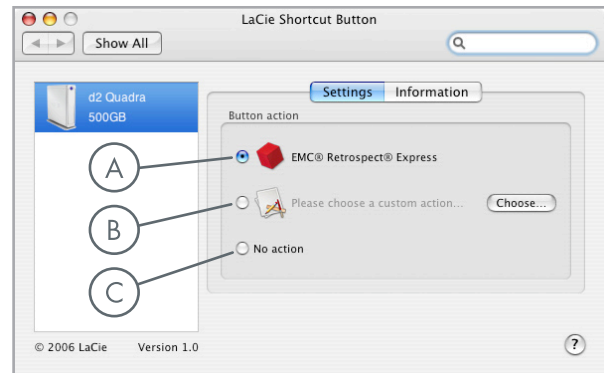 LaCie Shortcut Button
Show All
d2 Quadra
500GB
Settings Information
Button action
A
EMC® Retrospect® Express
B
Please choose a custom action... Choose...
C
No action
© 2006 LaCie Version 1.0
?